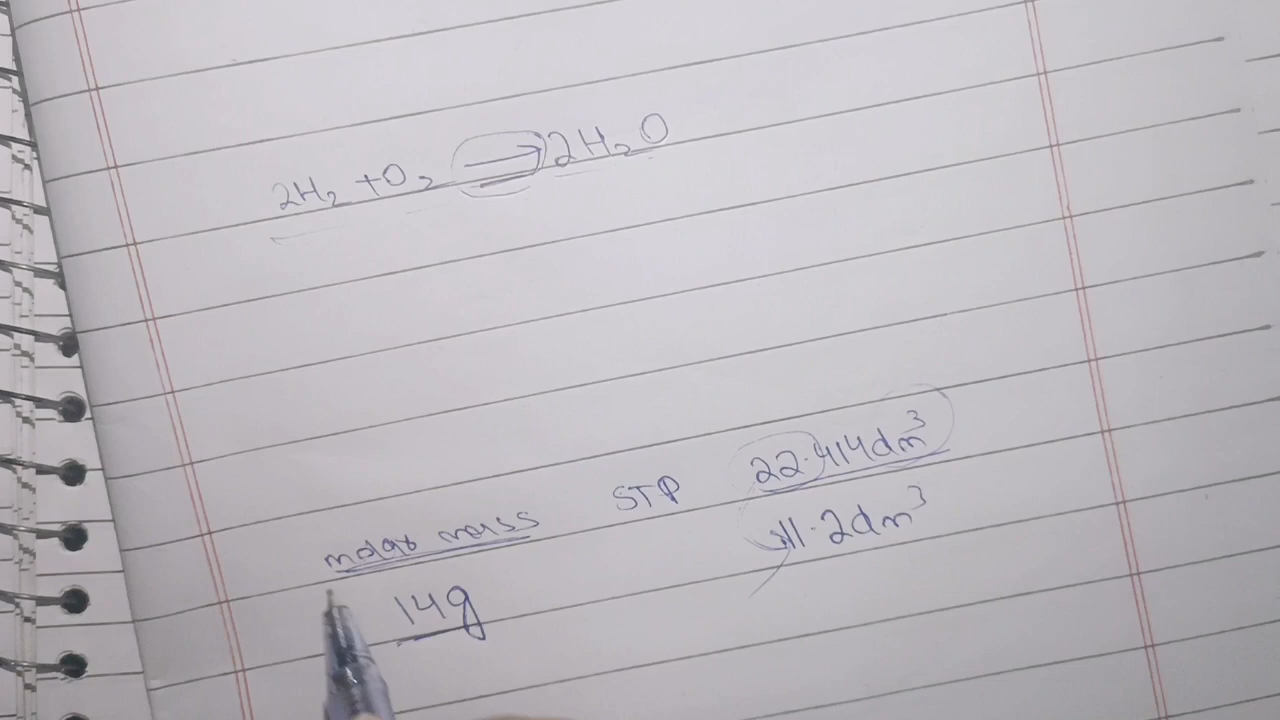 2H₂ + O₂ → 2H₂O
molar mass STP 22.414dm³
14g 11.2dm³